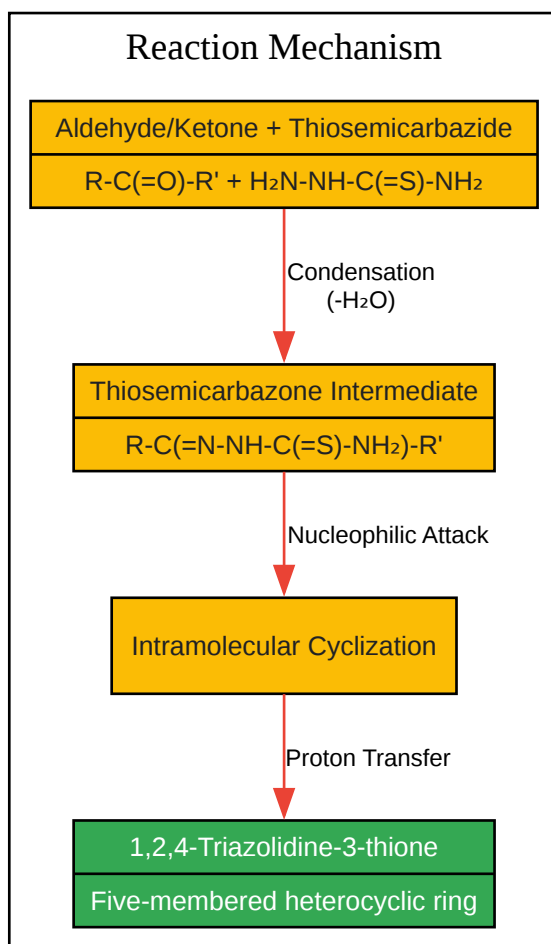 Reaction Mechanism
Aldehyde/Ketone + Thiosemicarbazide
R-C(=O)-R' + H₂N-NH-C(=S)-NH₂
Condensation
(-H₂O)
Thiosemicarbazone Intermediate
R-C(=N-NH-C(=S)-NH₂)-R'
Nucleophilic Attack
Intramolecular Cyclization
Proton Transfer
1,2,4-Triazolidine-3-thione
Five-membered heterocyclic ring